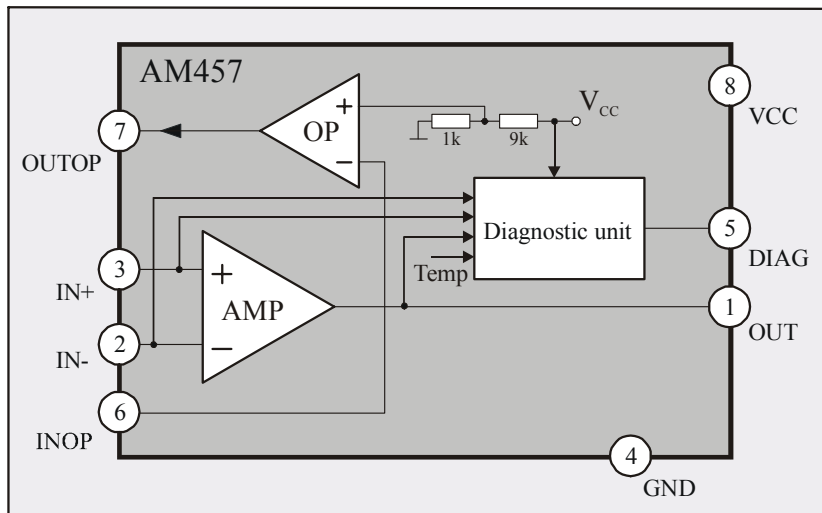 AM457
8
VCC
+
OP
−
1k
9k
VCC
7
OUTOP
Diagnostic unit
5
DIAG
3
IN+
+
AMP
−
Temp
1
OUT
2
IN-
6
INOP
4
GND